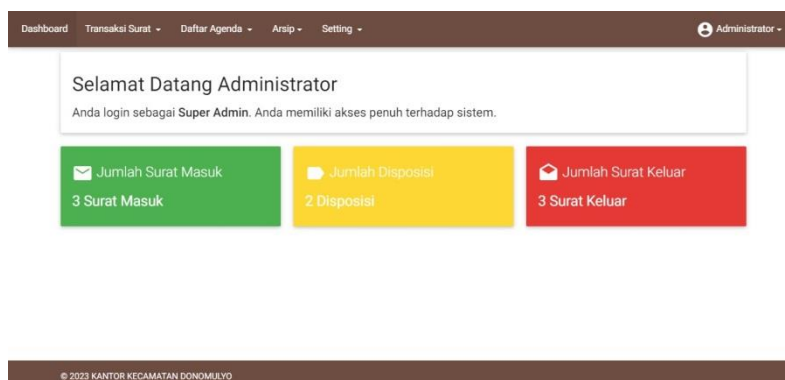 Dashboard Transaksi Surat Daftar Agenda Arsip Setting Administrator
Selamat Datang Administrator
Anda login sebagai Super Admin. Anda memiliki akses penuh terhadap sistem.
Jumlah Surat Masuk
3 Surat Masuk
Jumlah Disposisi
2 Disposisi
Jumlah Surat Keluar
3 Surat Keluar
© 2023 KANTOR KECAMATAN DONOMULYO